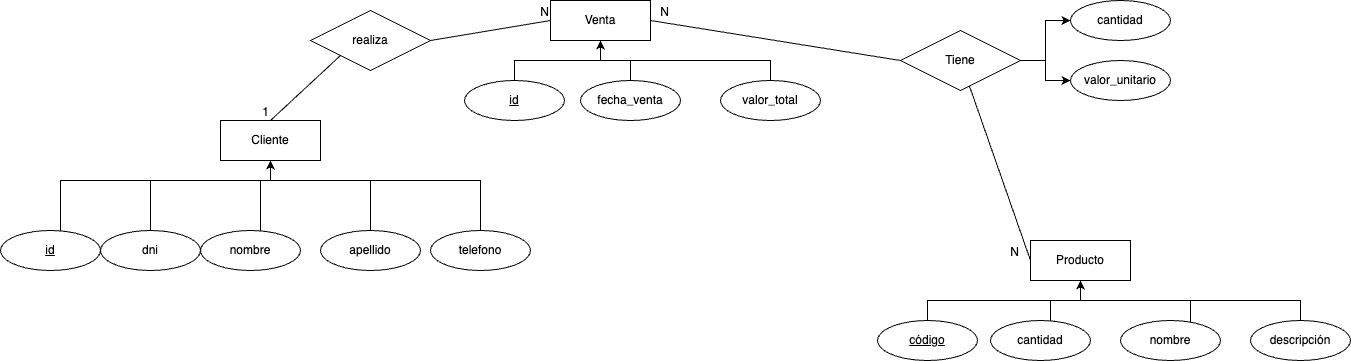 N
Venta
N
cantidad
realiza
Tiene
valor_unitario
id
fecha_venta
valor_total
1
Cliente
id
dni
nombre
apellido
telefono
N
Producto
código
cantidad
nombre
descripción